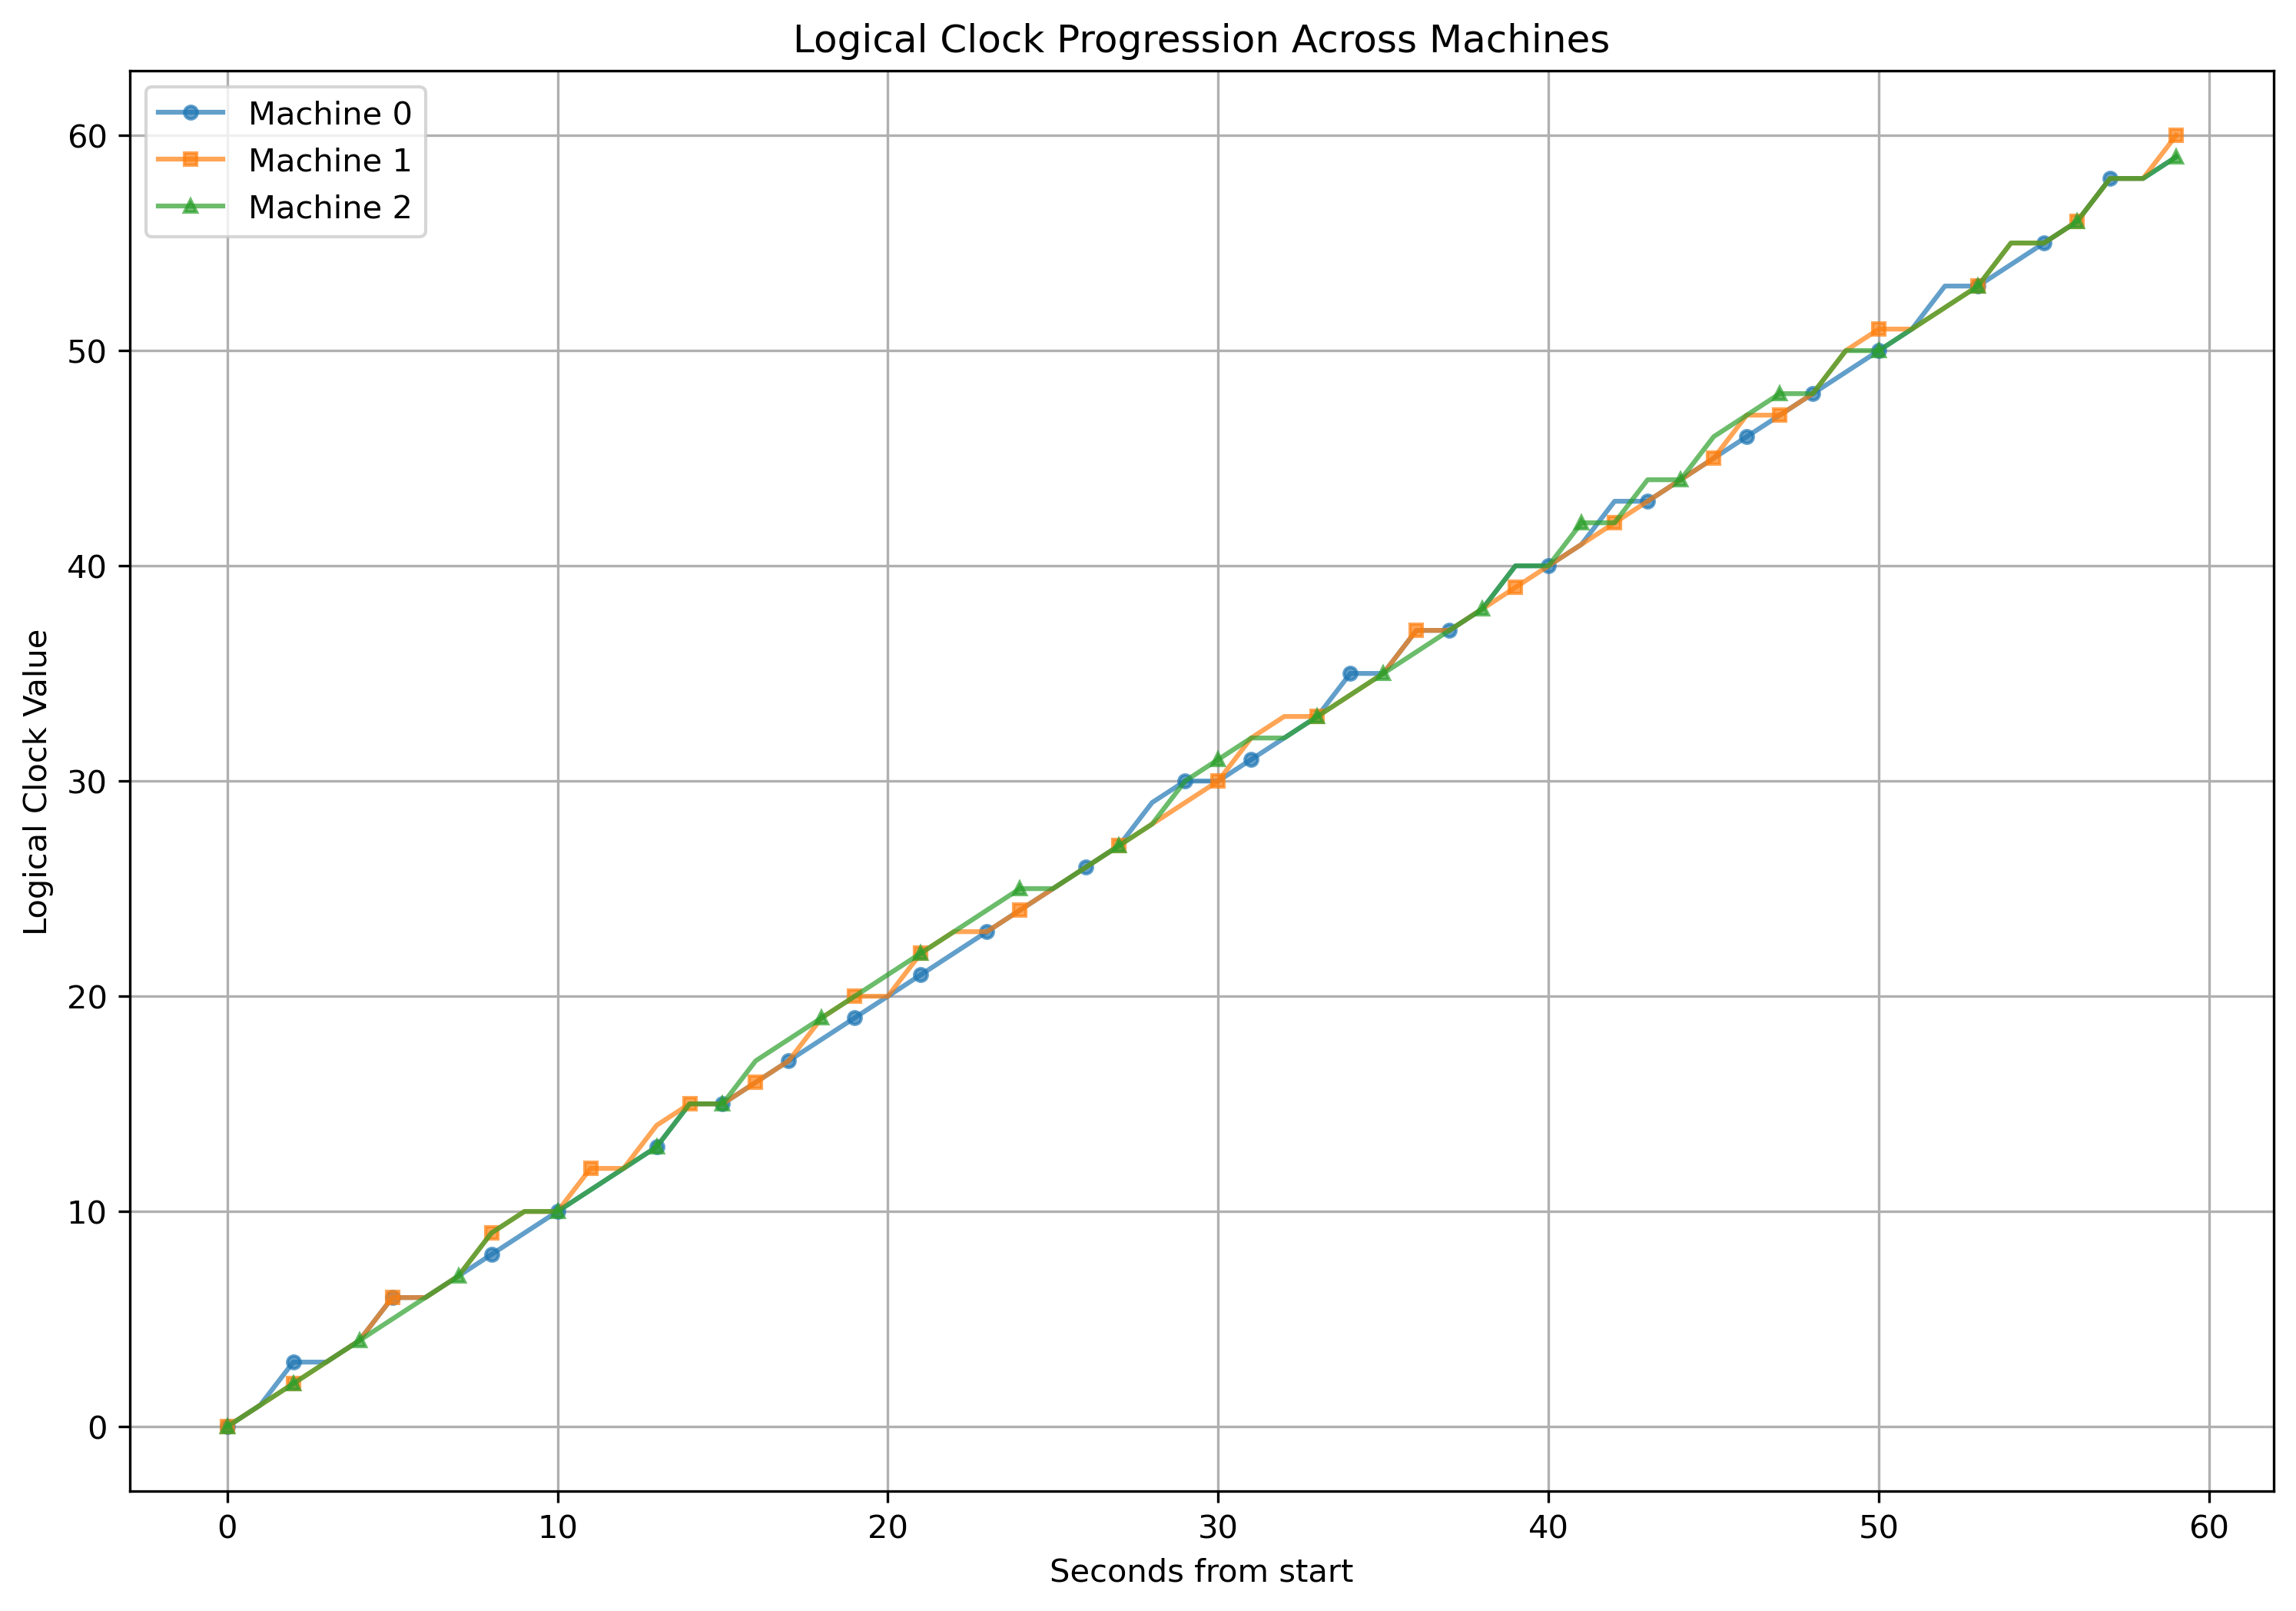 Logical Clock Progression Across Machines
Machine 0
Machine 1
Machine 2
Logical Clock Value
60
50
40
30
20
10
0
0 10 20 30 40 50 60
Seconds from start